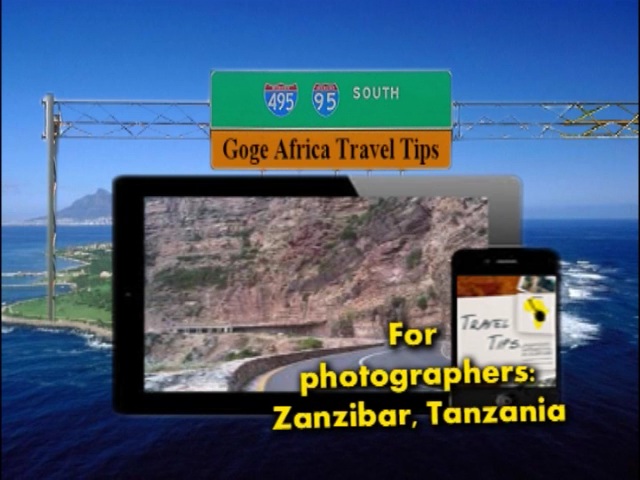 495 95 SOUTH
Goge Africa Travel Tips
TRAVEL
TIPS
For
photographers:
Zanzibar, Tanzania